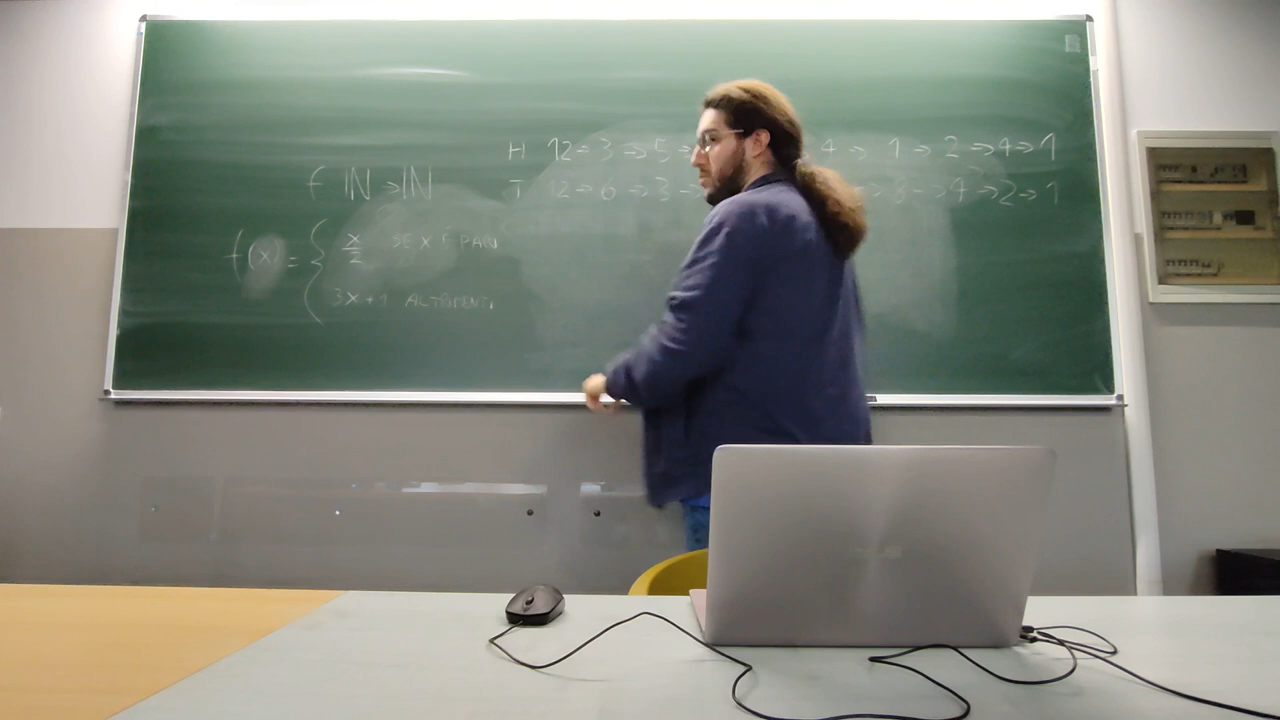 H 12→3→5→ 4→1→2→4→1
T 12→6→3→ 8→4→2→1
f IN→IN
f(x)= { x/2 SE X È PARI
3x+1 ALTRIMENTI